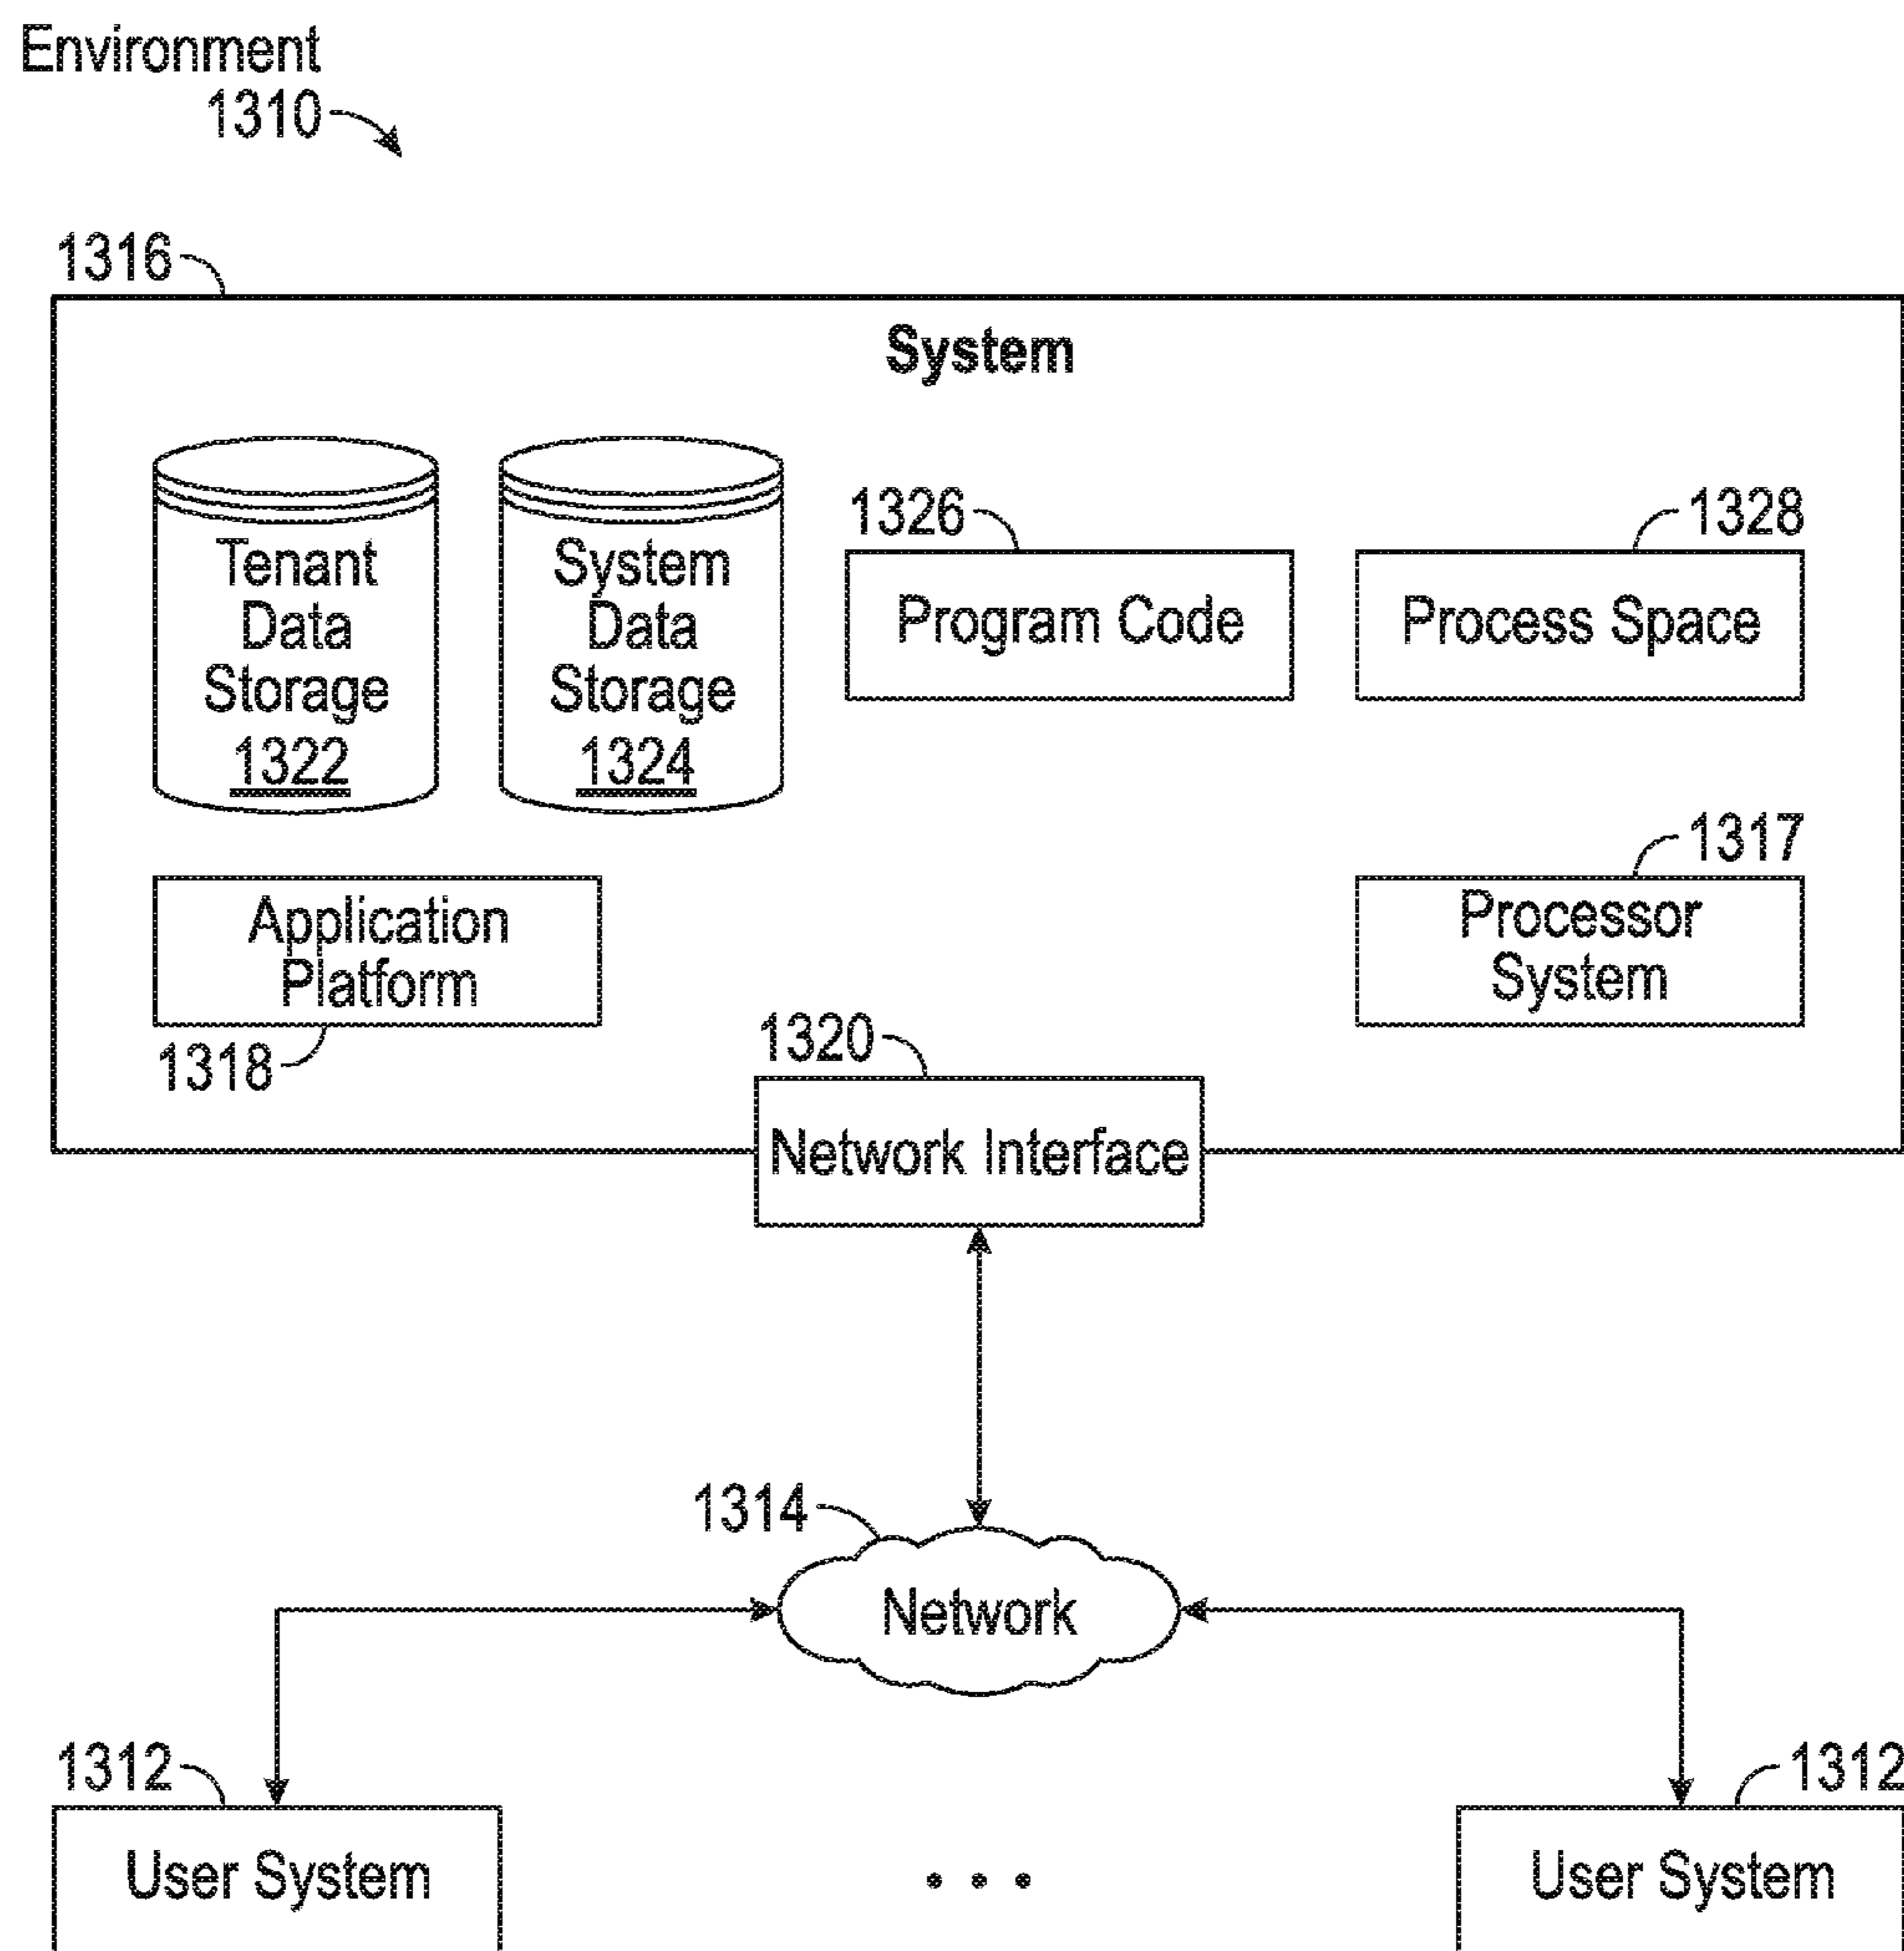 Environment
1310
1316
System
1326
1328
Tenant
Data
Storage
1322
System
Data
Storage
1324
Program Code
Process Space
1317
Application
Platform
Processor
System
1318
1320
Network Interface
1314
Network
1312
1312
User System
...
User System